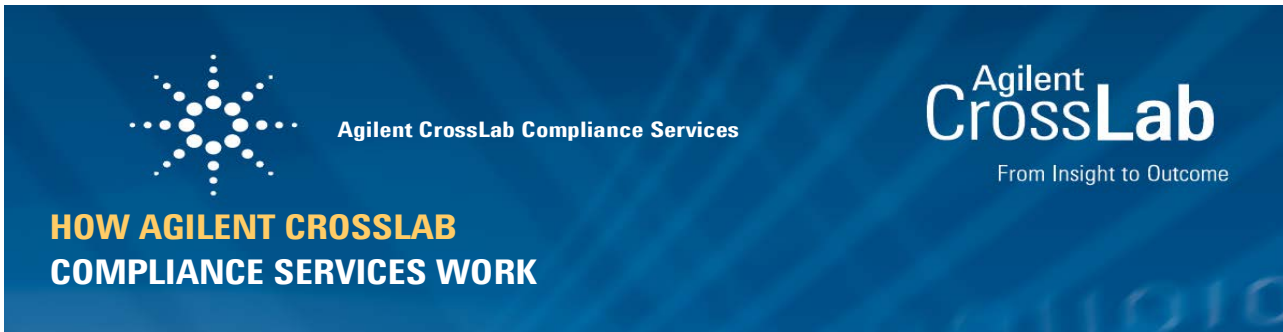 Agilent CrossLab Compliance Services
Agilent
CrossLab
From Insight to Outcome
HOW AGILENT CROSSLAB
COMPLIANCE SERVICES WORK